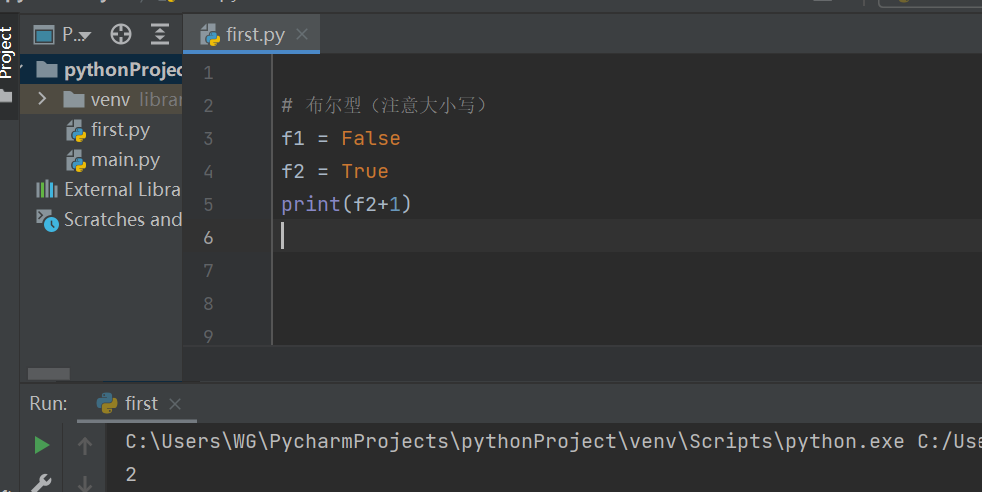 Project
P...
pythonProjec
venv librar
first.py
main.py
External Libra
Scratches and
first.py
1
2 # 布尔型（注意大小写）
3 f1 = False
4 f2 = True
5 print(f2+1)
6
7
8
9
Run: first
C:\Users\WG\PycharmProjects\pythonProject\venv\Scripts\python.exe C:/Use
2